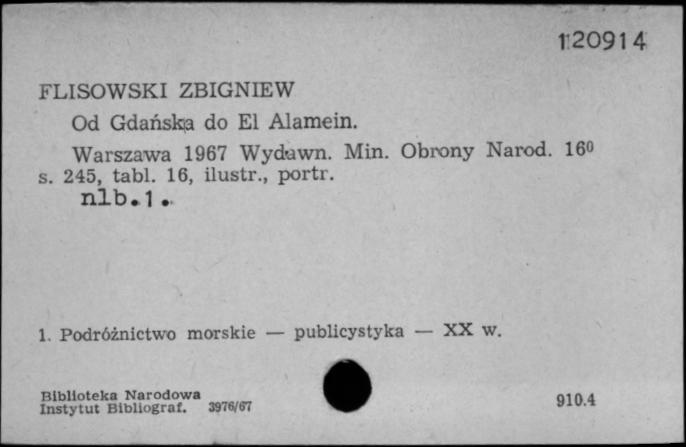 120914
FLISOWSKI ZBIGNIEW
Od Gdańska do El Alamein.
Warszawa 1967 Wydawn. Min. Obrony Narod. 16⁰
s. 245, tabl. 16, ilustr., portr.
nlb.1.
1. Podróżnictwo morskie — publicystyka — XX w.
Biblioteka Narodowa
Instytut Bibliograf. 3976/67
910.4